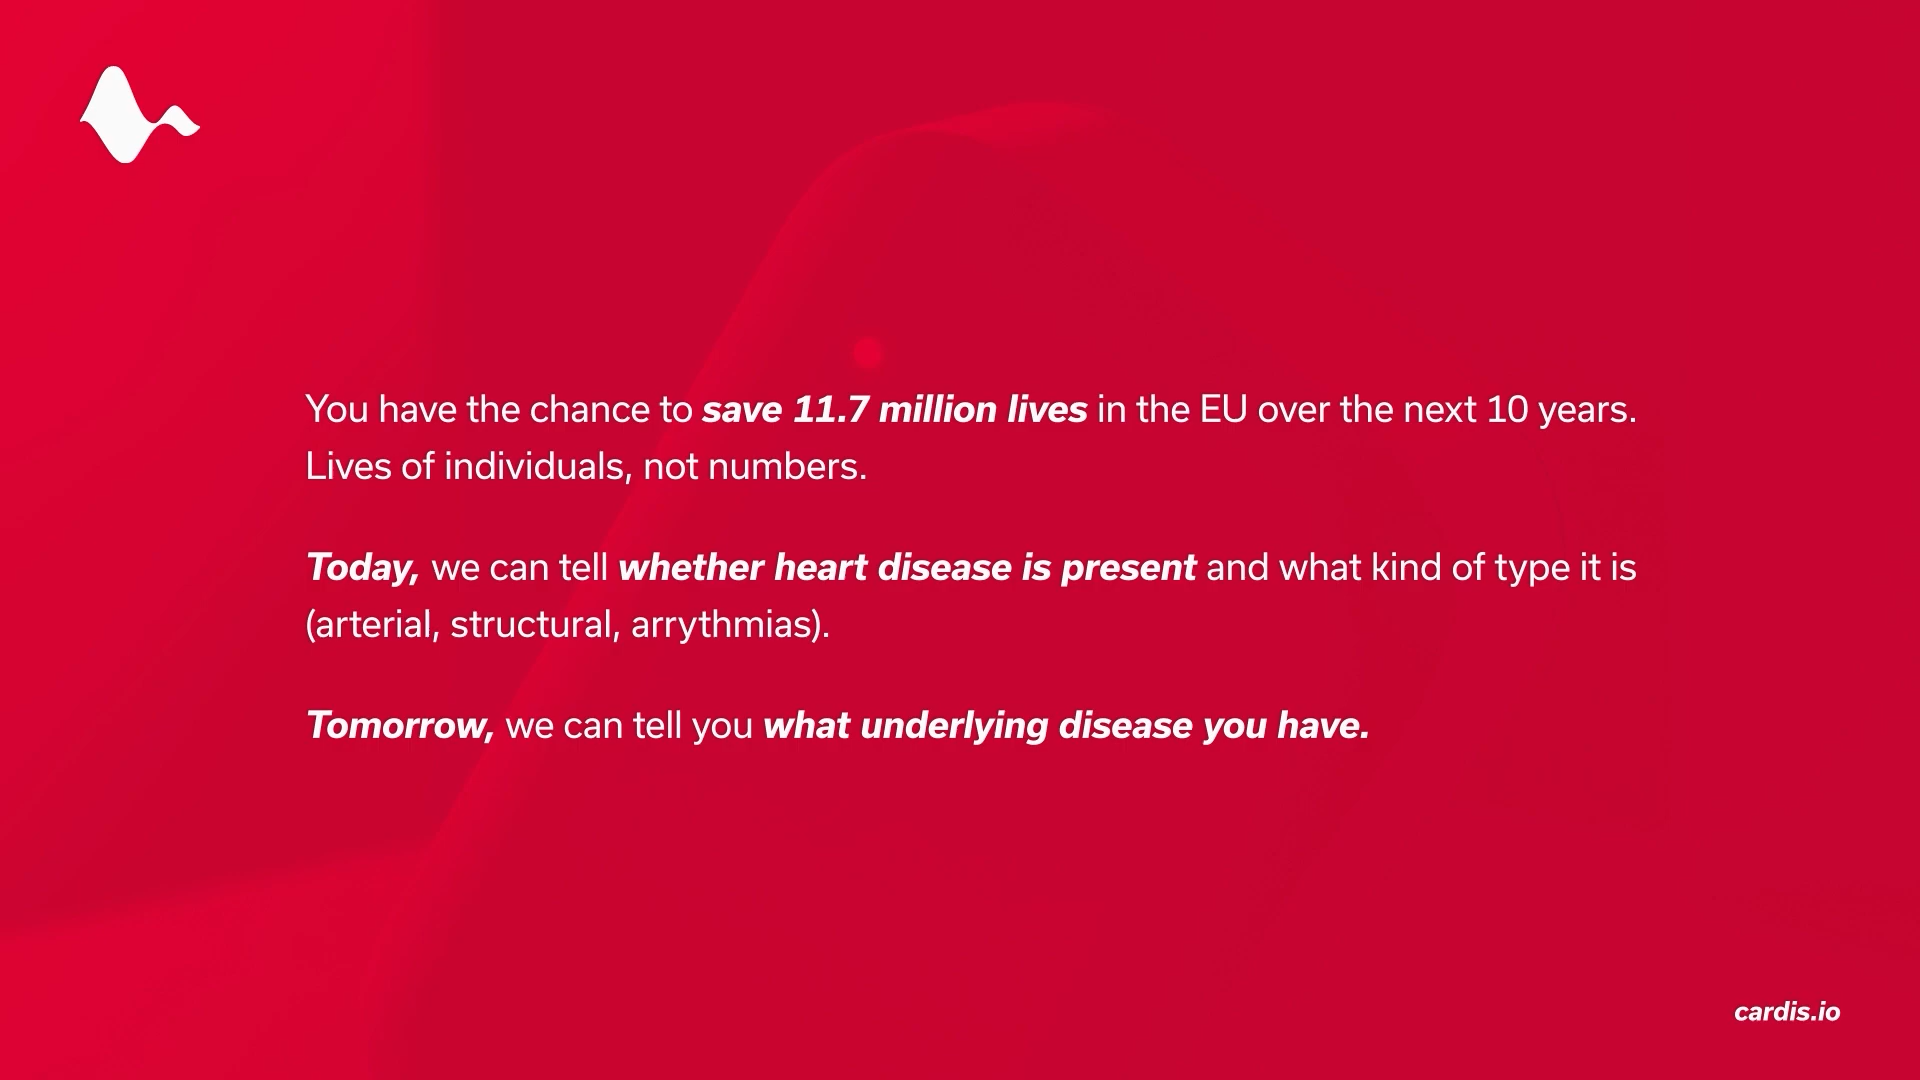 You have the chance to save 11.7 million lives in the EU over the next 10 years.
Lives of individuals, not numbers.
Today, we can tell whether heart disease is present and what kind of type it is
(arterial, structural, arrythmias).
Tomorrow, we can tell you what underlying disease you have.
cardis.io